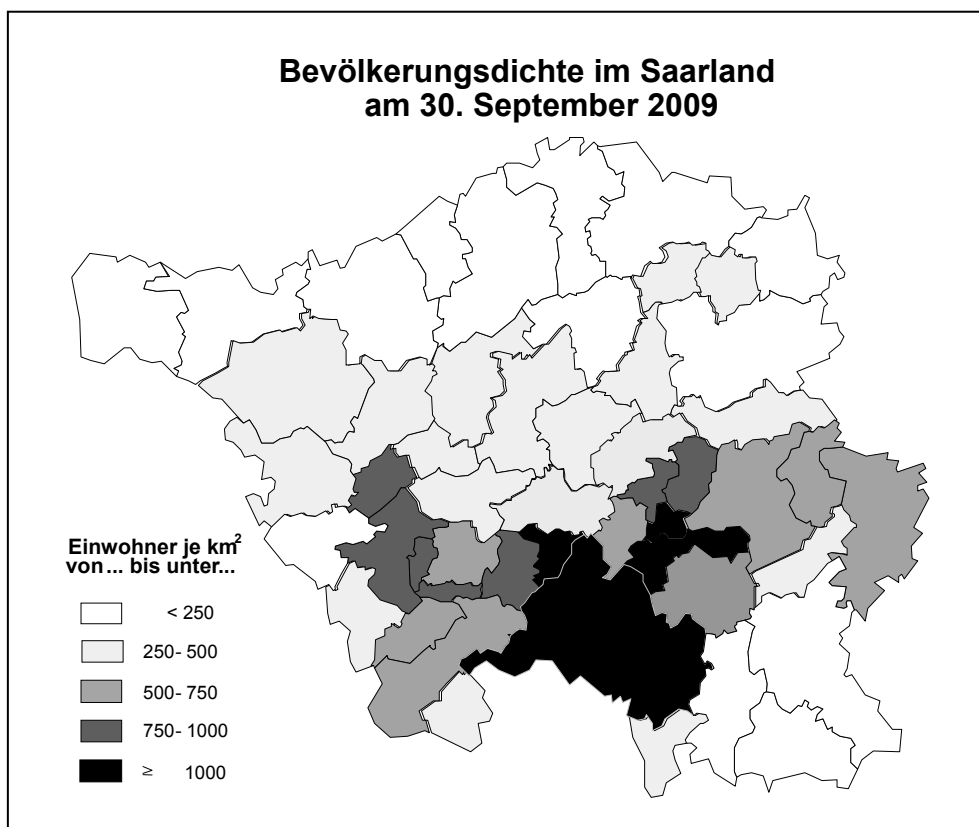 Bevölkerungsdichte im Saarland
am 30. September 2009
Einwohner je km²
von... bis unter...
< 250
250- 500
500- 750
750- 1000
≥ 1000